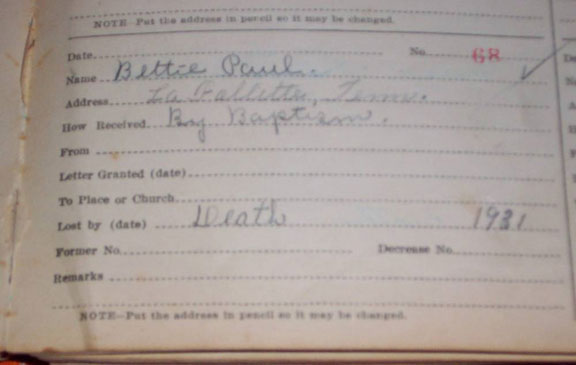 NOTE—Put the address in pencil so it may be changed.
Date No. 68
Name Bettie Paul.
Address La Follette, Tenn.
How Received By Baptism.
From
Letter Granted (date)
To Place or Church
Lost by (date) Death 1931
Former No. Decrease No.
Remarks
NOTE—Put the address in pencil so it may be changed.